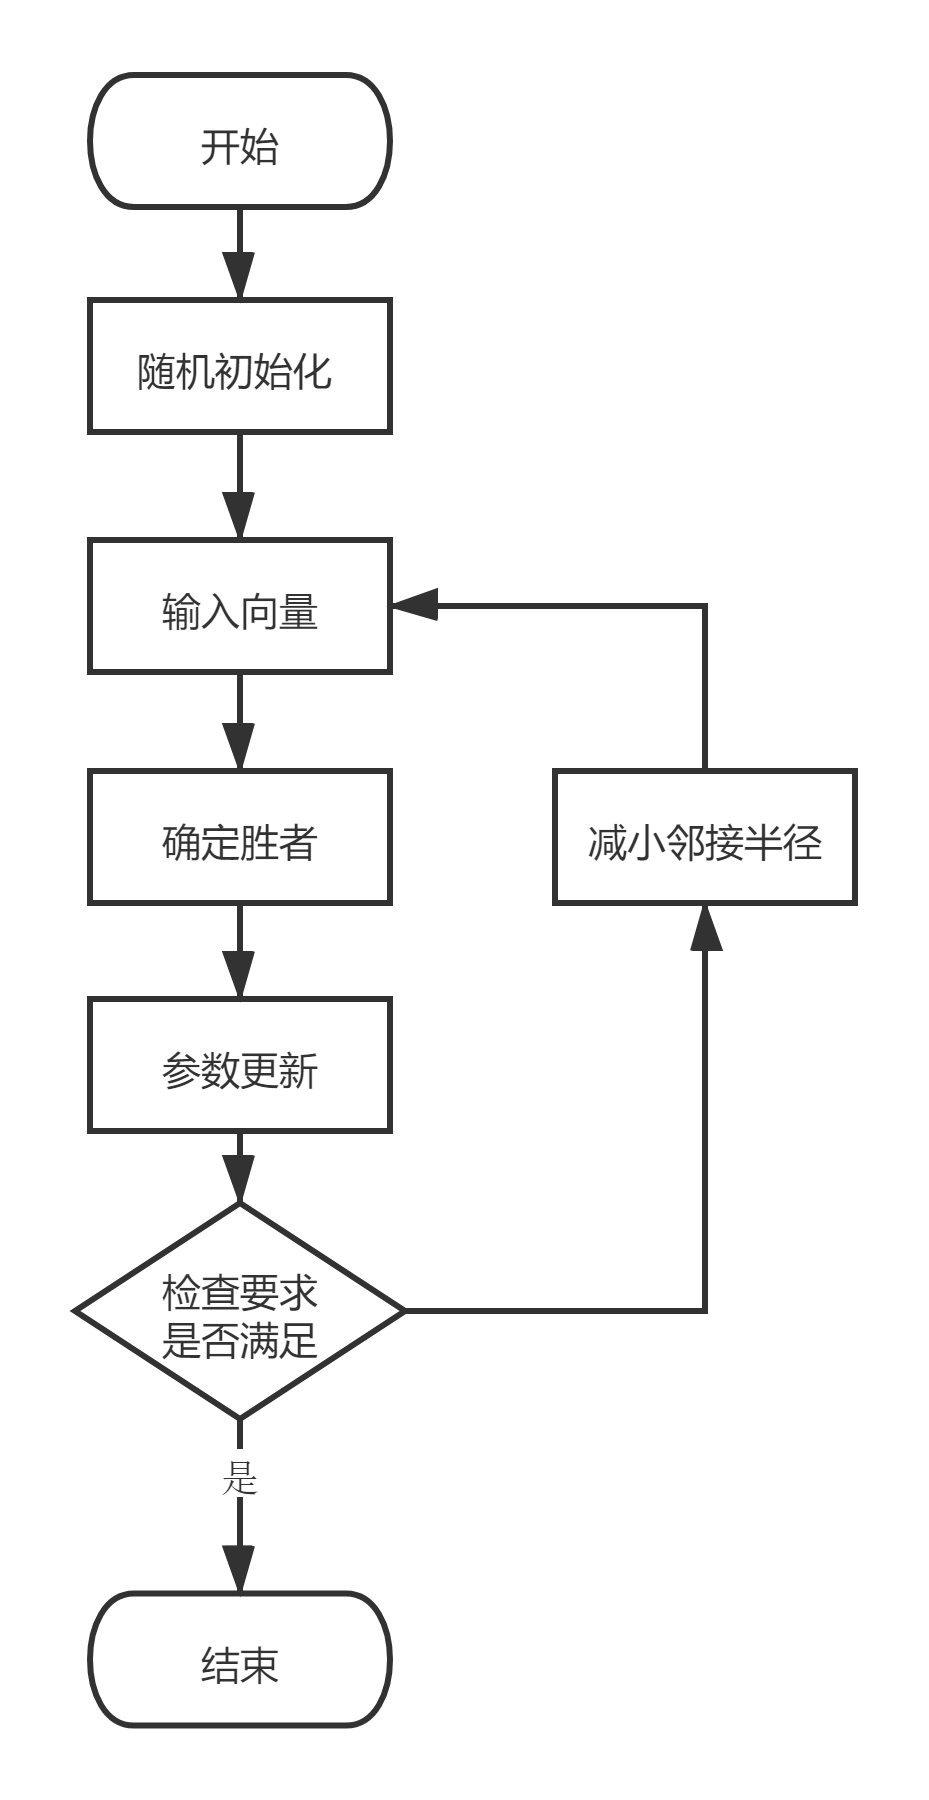 开始
随机初始化
输入向量
确定胜者
减小邻接半径
参数更新
检查要求
是否满足
是
结束